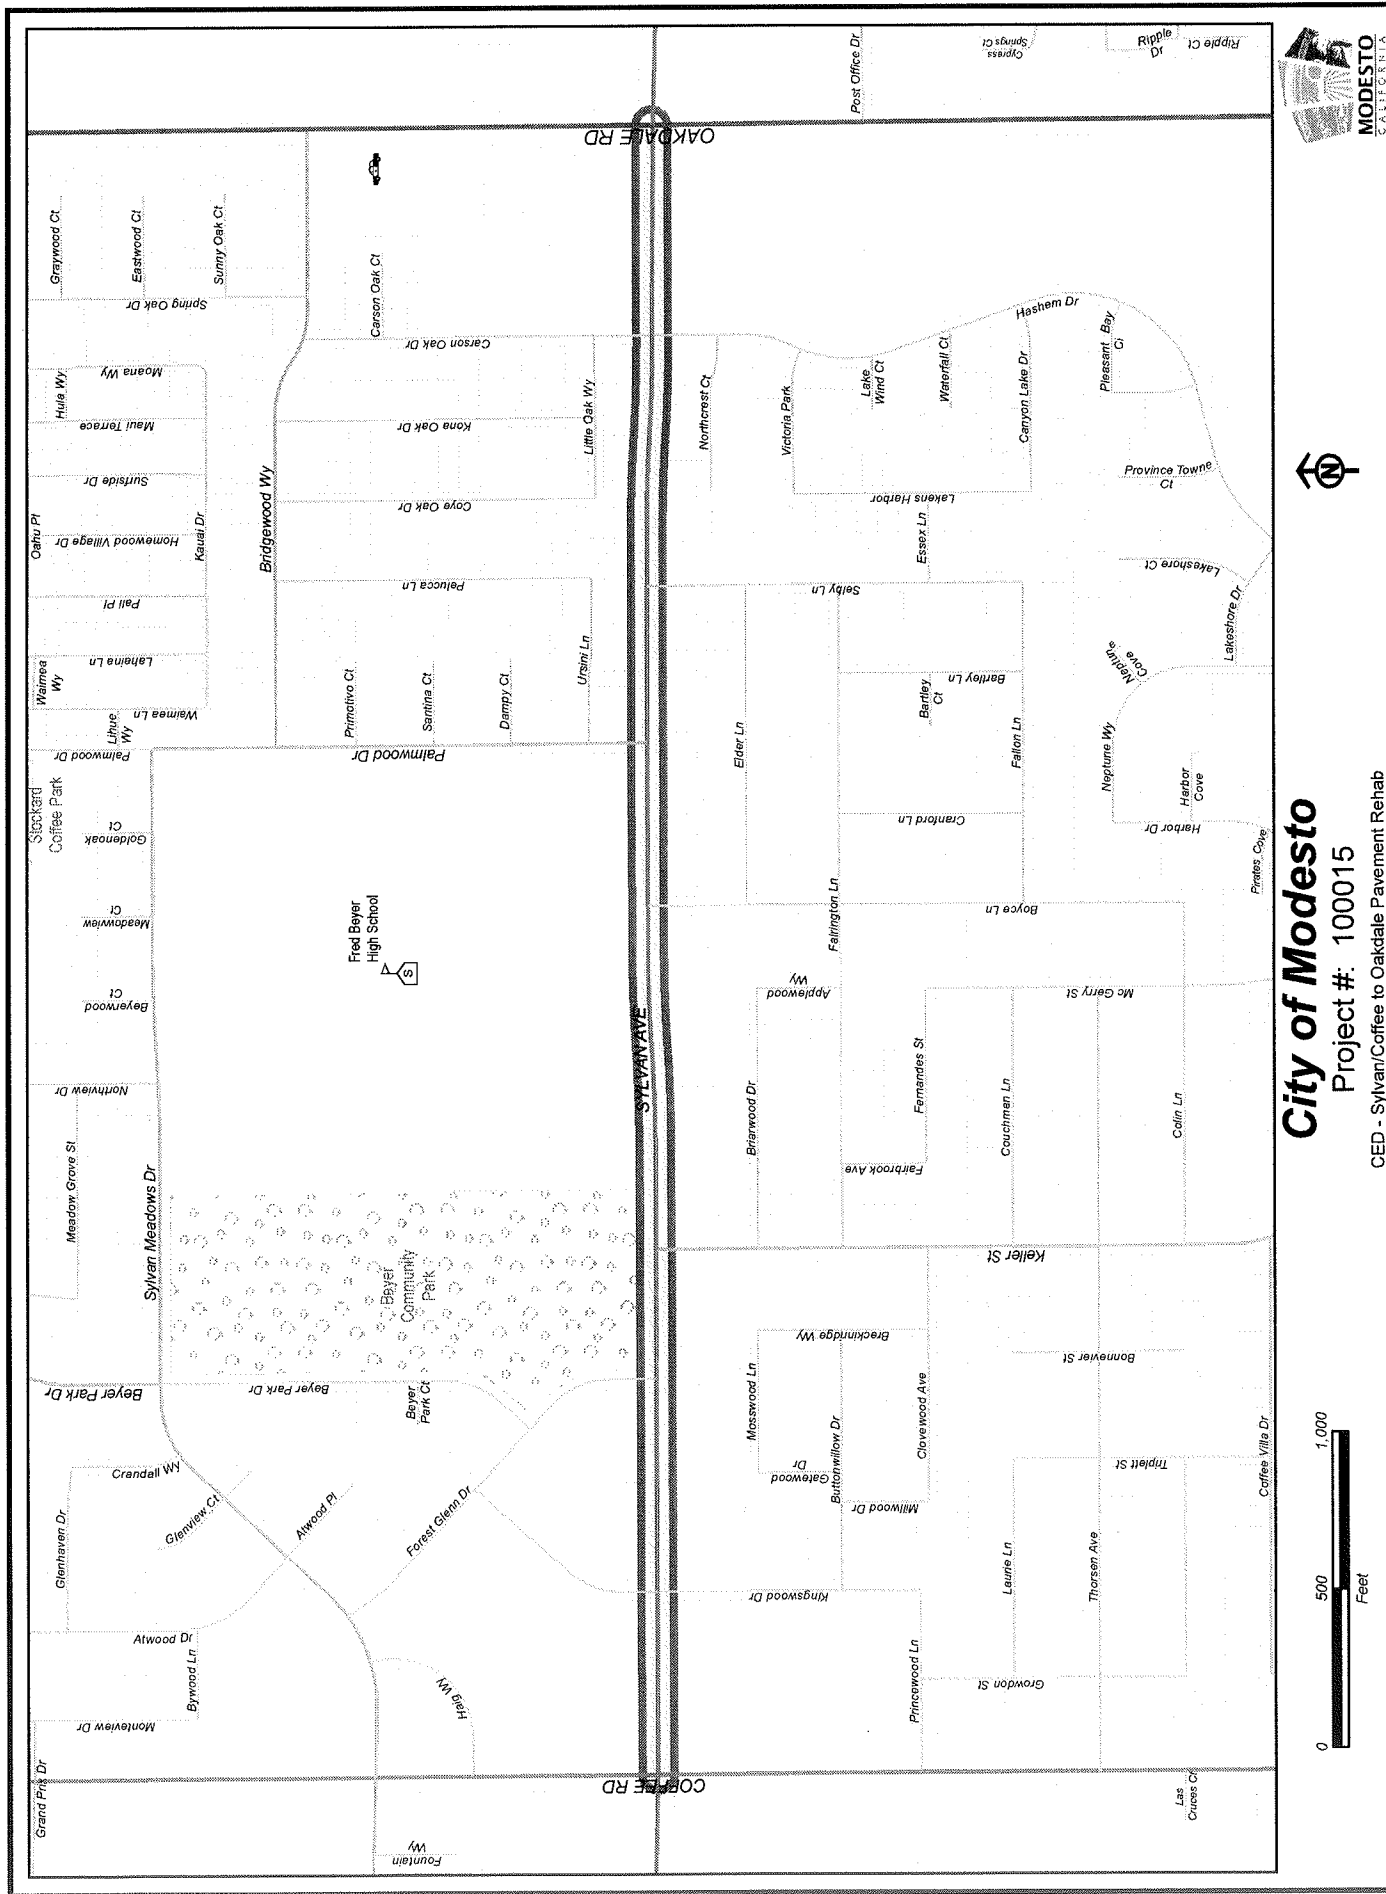 Grand Prix Dr
Monteview Dr
Atwood Dr
Bywood Ln
Glenhaven Dr
Crandall Wy
Glenview Ct
Atwood Pl
Forest Glenn Dr
Haig Wy
Fountain
Wy
Beyer Park Dr
Beyer Park Dr
Beyer
Park Ct
Beyer
Community
Park
Sylvan Meadows Dr
Meadow Grove St
Northview Dr
Beyerwood
Ct
Meadowview
Ct
Goldenoak
Ct
Stockard
Coffee Park
Fred Beyer
High School
S
Palmwood Dr
Palmwood Dr
Lihue
Wy
Waimea
Wy
Waimea Ln
Lahaina Ln
Pali Pl
Oahu Pl
Homewood Village Dr
Kauai Dr
Surfside Dr
Maui Terrace
Hula Wy
Moana Wy
Spring Oak Dr
Graywood Ct
Eastwood Ct
Sunny Oak Ct
Bridgewood Wy
Primotivo Ct
Santina Ct
Dampy Ct
Ursini Ln
Pelucca Ln
Coye Oak Dr
Kona Oak Dr
Little Oak Wy
Carson Oak Dr
Carson Oak Ct
COFFEE RD
SYLVAN AVE
OAKDALE RD
Kingswood Dr
Princewood Ln
Mosswood Ln
Gatewood
Dr
Buttonwillow Dr
Millwood Dr
Clovewood Ave
Breckinridge Wy
Laurie Ln
Thorsen Ave
Growdon St
Las
Cruces Ct
Triplett St
Bonnevier St
Coffee Villa Dr
Keller St
Briarwood Dr
Applewood
Wy
Fairbrook Ave
Fernandes St
Couchman Ln
Colin Ln
Mc Gerry St
Fairington Ln
Boyce Ln
Elder Ln
Cranford Ln
Bartley
Ct
Bartley Ln
Fallon Ln
Selby Ln
Essex Ln
Northcrest Ct
Victoria Park
Lakens Harbor
Lake
Wind Ct
Waterfall Ct
Canyon Lake Dr
Hashem Dr
Pleasant Bay
Ct
Province Towne
Ct
Lakeshore Ct
Lakeshore Dr
Neptune
Cove
Neptune Wy
Harbor
Cove
Harbor Dr
Pirates Cove
Post Office Dr
Cypress
Springs Ct
Ripple
Dr
Ripple Ct
0 500 1,000
Feet
City of Modesto
Project #: 100015
CED - Sylvan/Coffee to Oakdale Pavement Rehab
N
MODESTO
CALIFORNIA